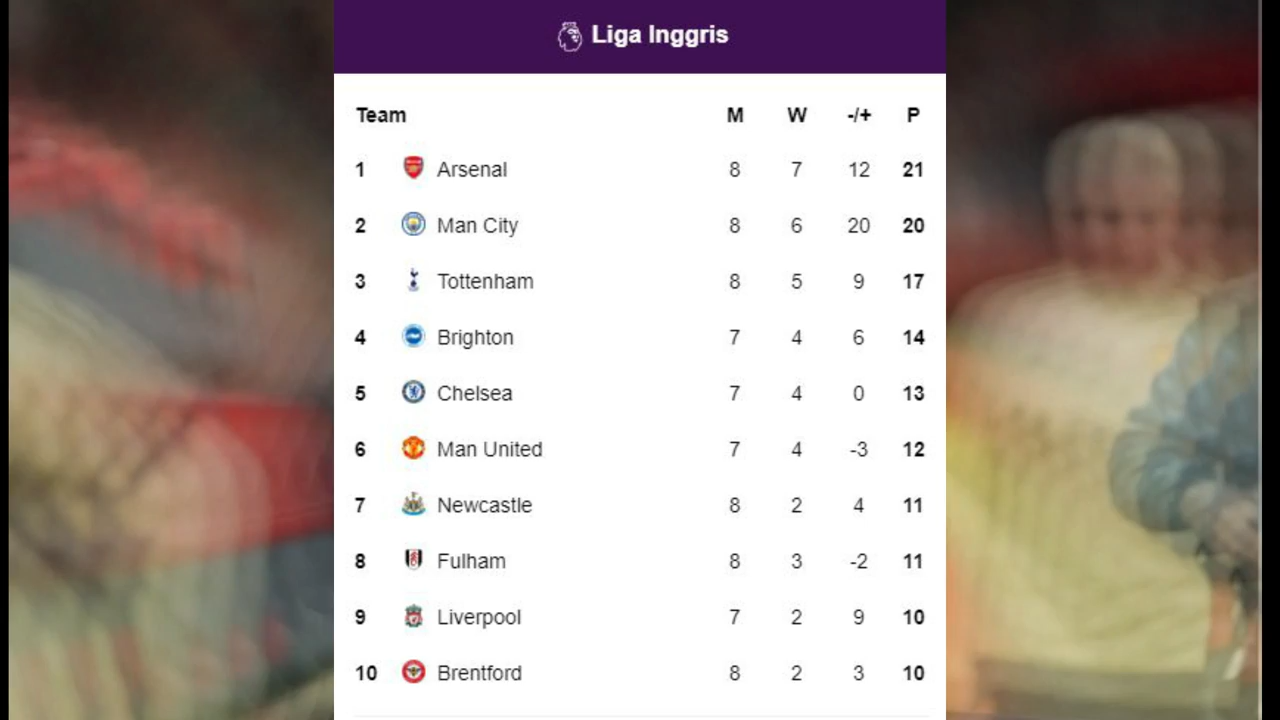 Liga Inggris
Team M W -/+ P
1 Arsenal 8 7 12 21
2 Man City 8 6 20 20
3 Tottenham 8 5 9 17
4 Brighton 7 4 6 14
5 Chelsea 7 4 0 13
6 Man United 7 4 -3 12
7 Newcastle 8 2 4 11
8 Fulham 8 3 -2 11
9 Liverpool 7 2 9 10
10 Brentford 8 2 3 10